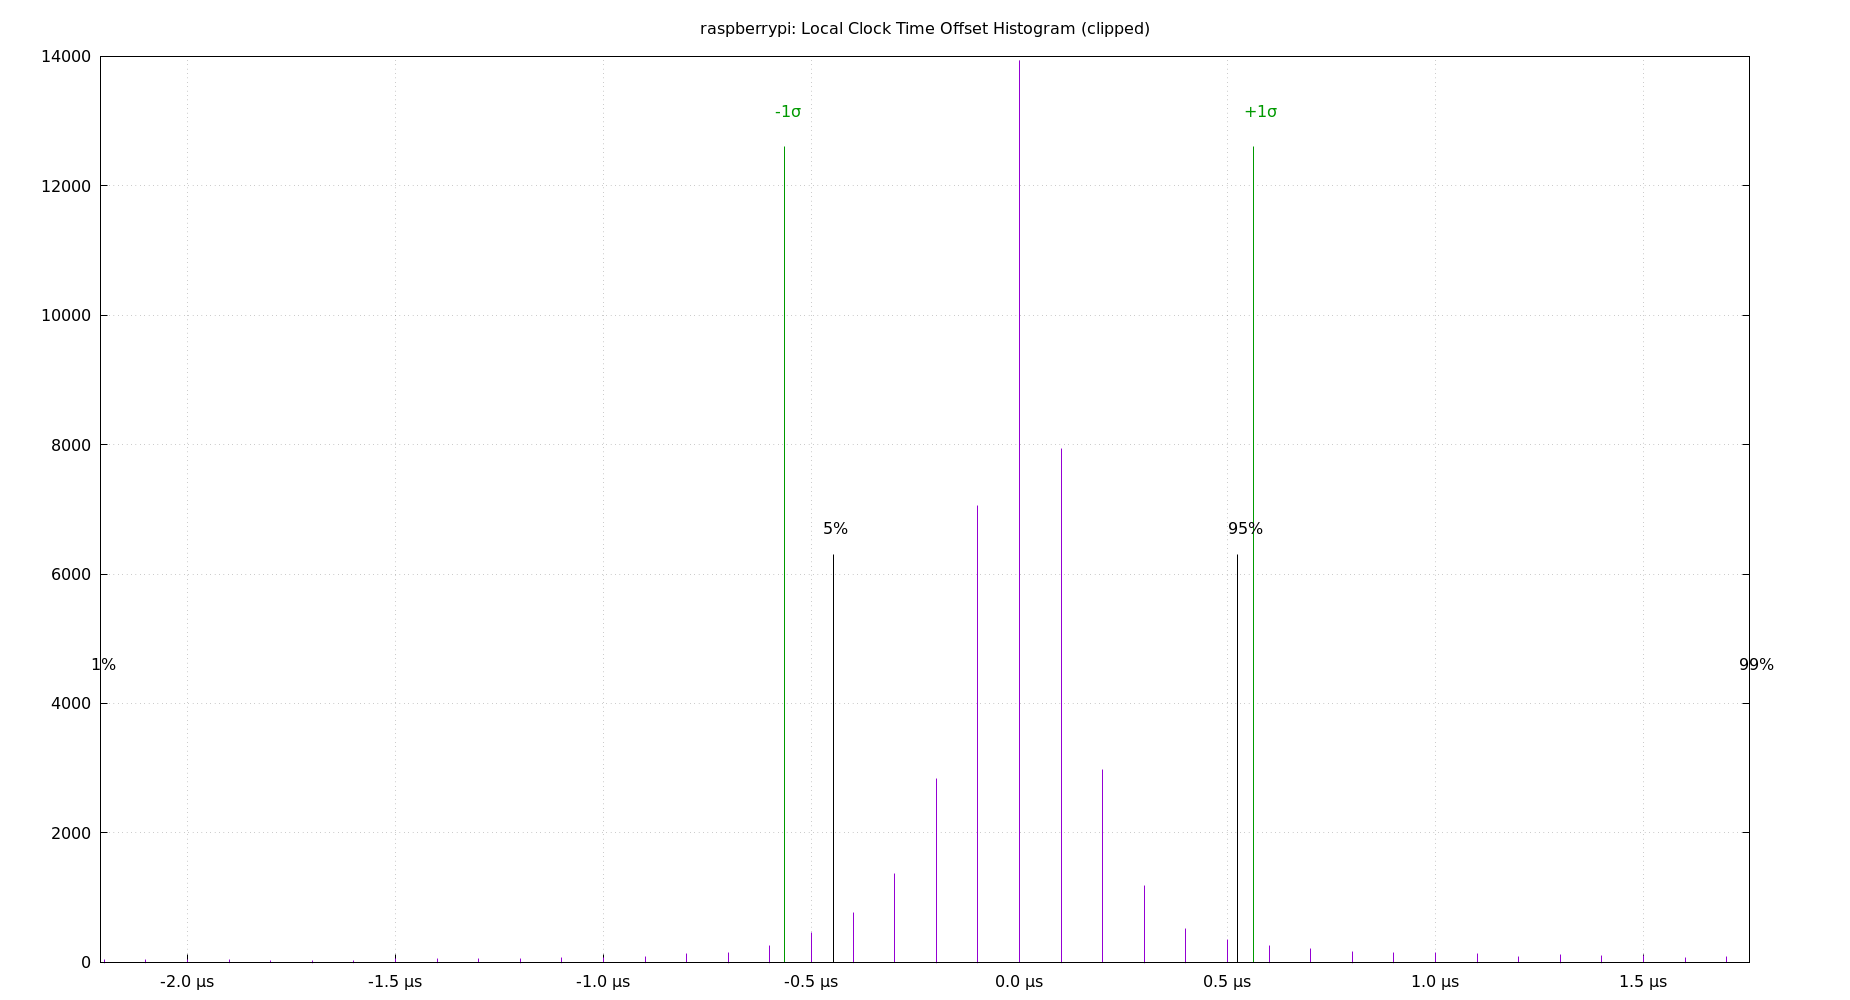 raspberrypi: Local Clock Time Offset Histogram (clipped)
14000
-1σ
+1σ
12000
10000
8000
5%
95%
6000
1%
99%
4000
2000
0
-2.0 µs
-1.5 µs
-1.0 µs
-0.5 µs
0.0 µs
0.5 µs
1.0 µs
1.5 µs